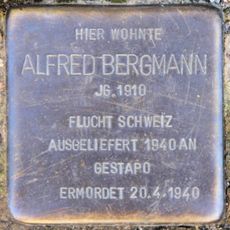 HIER WOHNTE
ALFRED BERGMANN
JG. 1910
FLUCHT SCHWEIZ
AUSGELIEFERT 1940 AN
GESTAPO
ERMORDET 20.4.1940